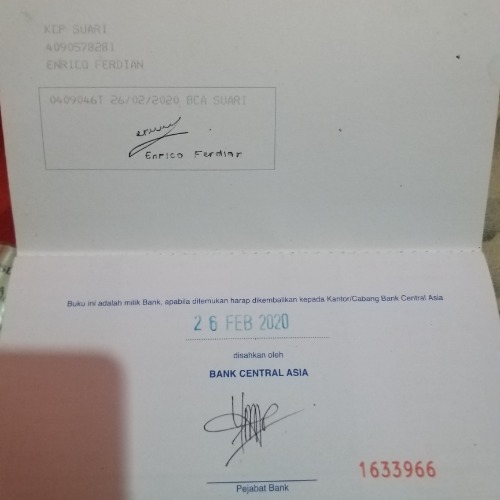 KCP SUARI
4090578281
ENRICO FERDIAN
0409046T 26/02/2020 BCA SUARI
Enrico Ferdian
Buku ini adalah milik Bank, apabila ditemukan harap dikembalikan kepada Kantor/Cabang Bank Central Asia.
26 FEB 2020
disahkan oleh
BANK CENTRAL ASIA
Pejabat Bank
1633966